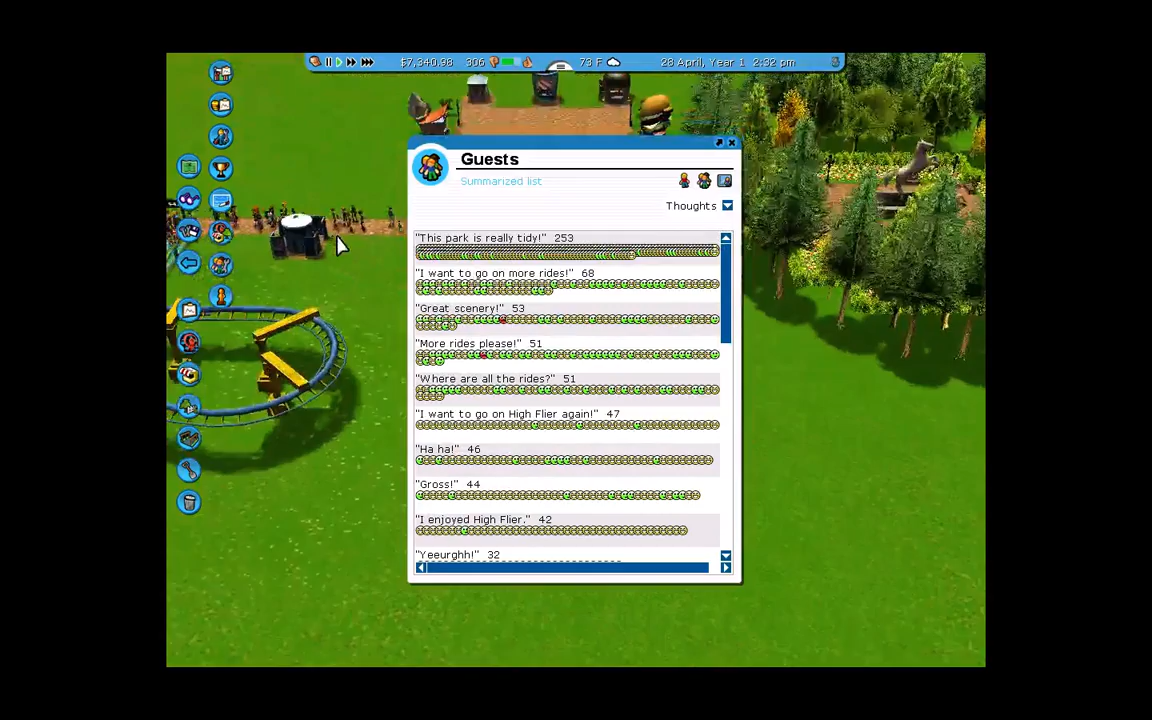 $7,340.98 306 73 F 28 April, Year 1 2:32 pm
Guests
Summarized list
Thoughts
"This park is really tidy!" 253
"I want to go on more rides!" 68
"Great scenery!" 53
"More rides please!" 51
"Where are all the rides?" 51
"I want to go on High Flier again!" 47
"Ha ha!" 46
"Gross!" 44
"I enjoyed High Flier." 42
"Yeeurghh!" 32